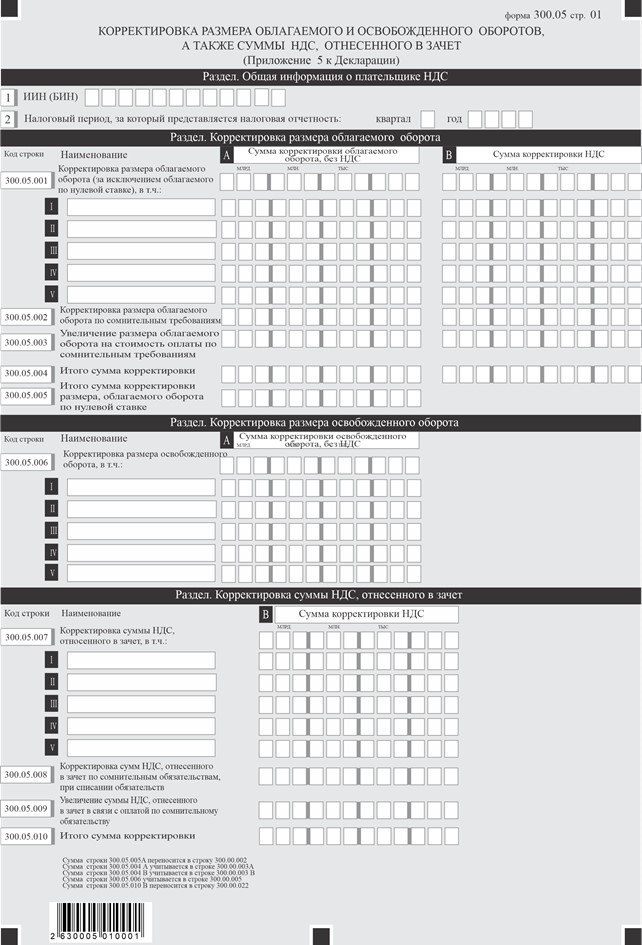 форма 300.05 стр. 01
КОРРЕКТИРОВКА РАЗМЕРА ОБЛАГАЕМОГО И ОСВОБОЖДЕННОГО ОБОРОТОВ,
А ТАКЖЕ СУММЫ НДС, ОТНЕСЕННОГО В ЗАЧЕТ
(Приложение 5 к Декларации)
Раздел. Общая информация о плательщике НДС
1 ИИН (БИН)
2 Налоговый период, за который представляется налоговая отчетность: квартал год
Раздел. Корректировка размера облагаемого оборота
Код строки Наименование A Сумма корректировки облагаемого B Сумма корректировки НДС
оборота, без НДС
МЛРД МЛН ТЫС МЛРД МЛН ТЫС
Корректировка размера облагаемого
300.05.001 оборота (за исключением облагаемого
по нулевой ставке), в т.ч.:
I
II
III
IV
V
Корректировка размера облагаемого
300.05.002 оборота по сомнительным требованиям
Увеличение размера облагаемого
300.05.003 оборота на стоимость оплаты по
сомнительным требованиям
300.05.004 Итого сумма корректировки
Итого сумма корректировки
300.05.005 размера, облагаемого оборота
по нулевой ставке
Раздел. Корректировка размера освобожденного оборота
Код строки Наименование A Сумма корректировки освобожденного
оборота, без НДС
МЛРД
Корректировка размера освобожденного
300.05.006 оборота, в т.ч.:
I
II
III
IV
V
Раздел. Корректировка суммы НДС, отнесенного в зачет
Код строки Наименование B Сумма корректировки НДС
МЛРД МЛН ТЫС
300.05.007 Корректировка суммы НДС,
отнесенного в зачет, в т.ч.:
I
II
III
IV
V
Корректировка сумм НДС, отнесенного
300.05.008 в зачет по сомнительным обязательствам,
при списании обязательств
Увеличение суммы НДС, отнесенного
300.05.009 в зачет в связи с оплатой по сомнительному
обязательству
300.05.010 Итого сумма корректировки
Сумма строки 300.05.005А переносится в строку 300.00.002
Сумма строки 300.05.004 А учитывается в строке 300.00.003А
Сумма строки 300.05.004 В учитывается в строке 300.00.003 В
Сумма строки 300.05.006 учитывается в строке 300.00.005
Сумма строки 300.05.010 В переносится в строку 300.00.022
2 630005 010001